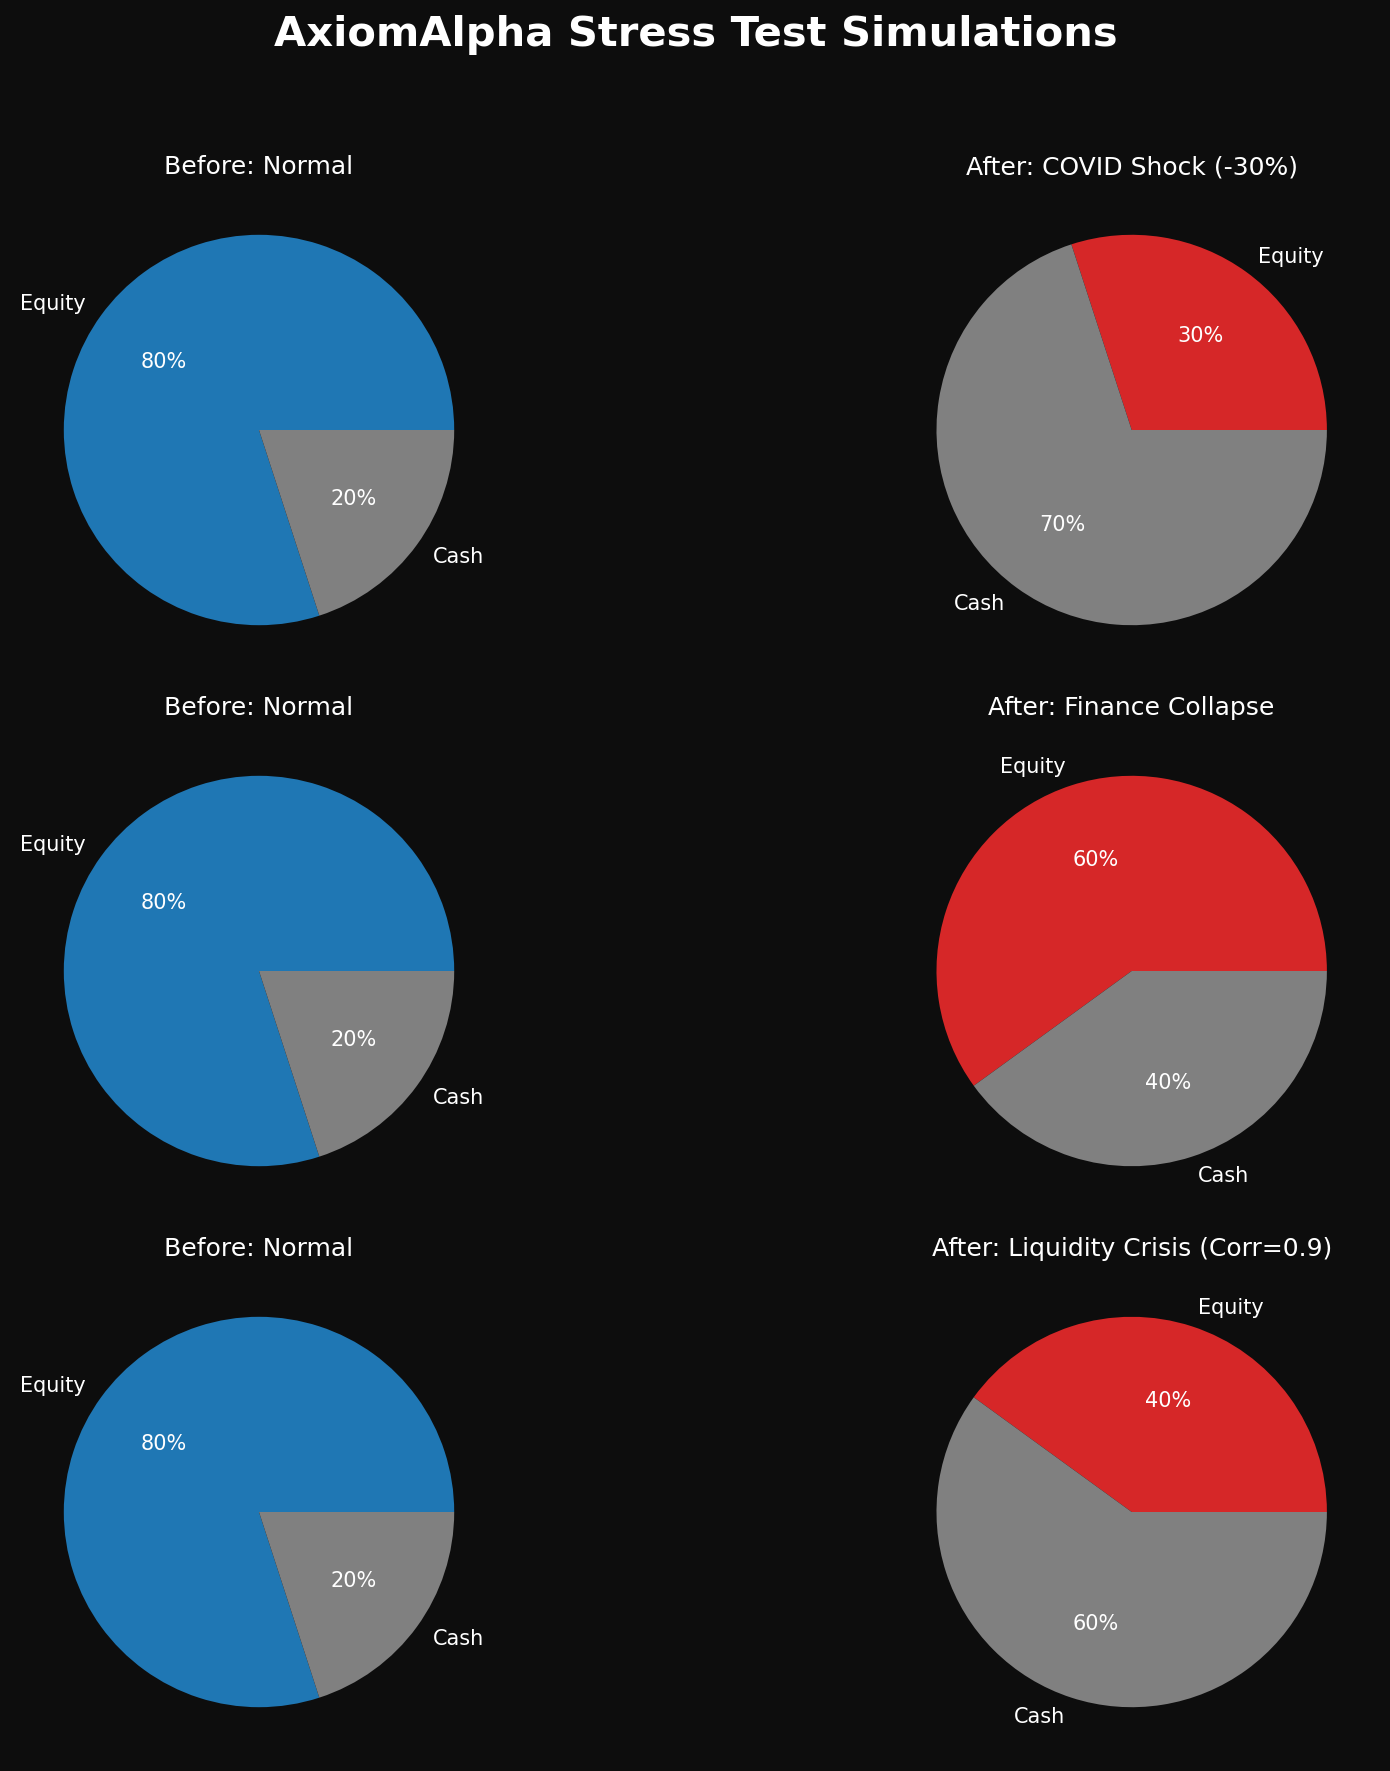 AxiomAlpha Stress Test Simulations
Before: Normal
Equity
80%
20%
Cash
After: COVID Shock (-30%)
Equity
30%
70%
Cash
Before: Normal
Equity
80%
20%
Cash
After: Finance Collapse
Equity
60%
40%
Cash
Before: Normal
Equity
80%
20%
Cash
After: Liquidity Crisis (Corr=0.9)
Equity
40%
60%
Cash